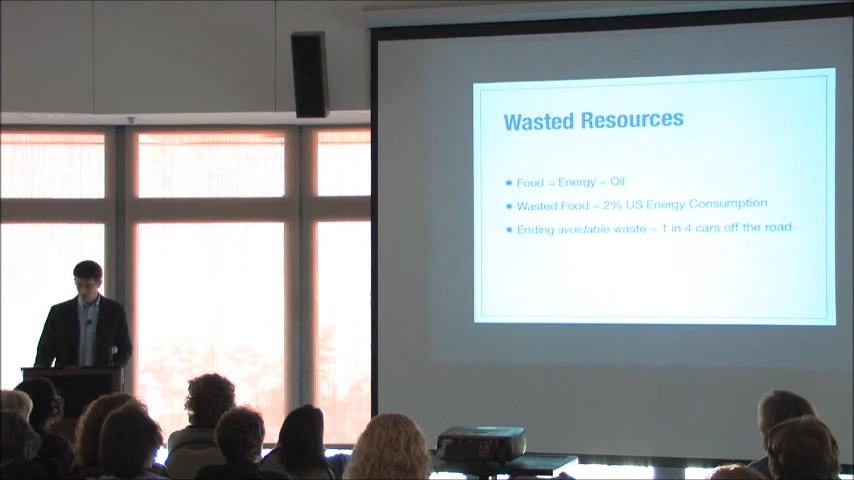 Wasted Resources
Food = Energy = Oil
Wasted Food = 2% US Energy Consumption
Ending avoidable waste = 1 in 4 cars off the road